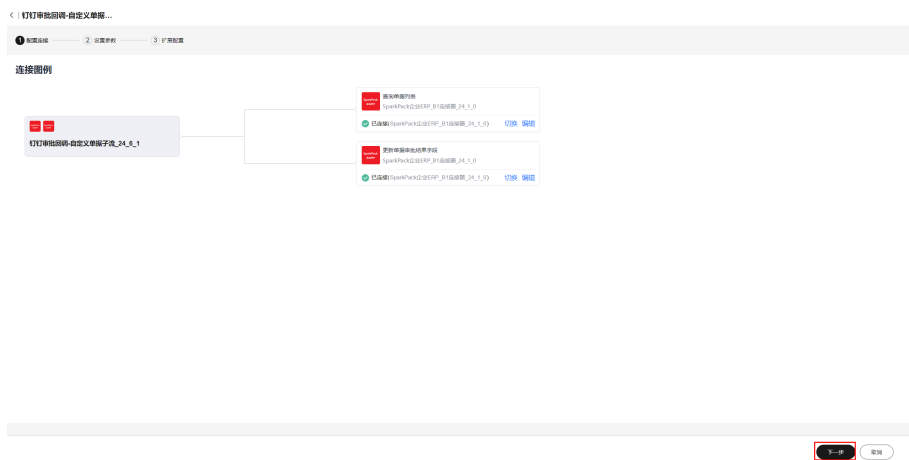 钉钉审批回调-自定义单据...
1 配置连接 2 设置参数 3 扩展配置
连接图例
查询单据列表
SparkPack企业ERP_B1连接器_24_1_0
已连接(SparkPack企业ERP_B1连接器_24_1_0) 切换 编辑
钉钉审批回调-自定义单据子流_24_6_1
更新单据审批结果字段
SparkPack企业ERP_B1连接器_24_1_0
已连接(SparkPack企业ERP_B1连接器_24_1_0) 切换 编辑
下一步 取消